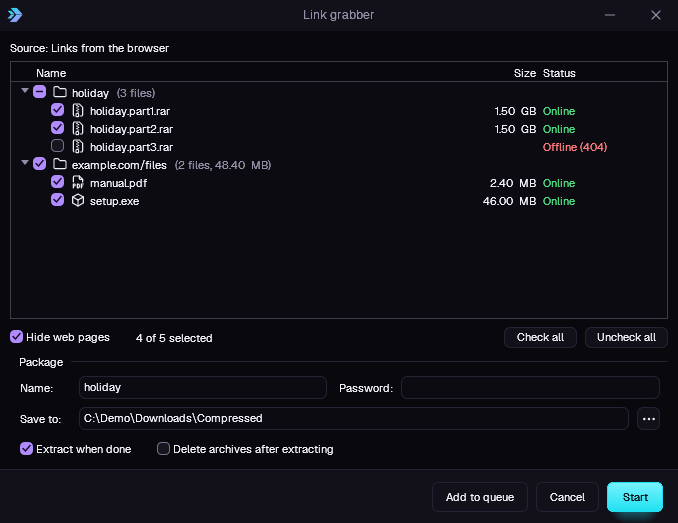 Link grabber
Source: Links from the browser
Name Size Status
holiday (3 files)
holiday.part1.rar 1.50 GB Online
holiday.part2.rar 1.50 GB Online
holiday.part3.rar Offline (404)
example.com/files (2 files, 48.40 MB)
manual.pdf 2.40 MB Online
setup.exe 46.00 MB Online
Hide web pages 4 of 5 selected Check all Uncheck all
Package
Name: holiday Password:
Save to: C:\Demo\Downloads\Compressed ...
Extract when done Delete archives after extracting
Add to queue Cancel Start